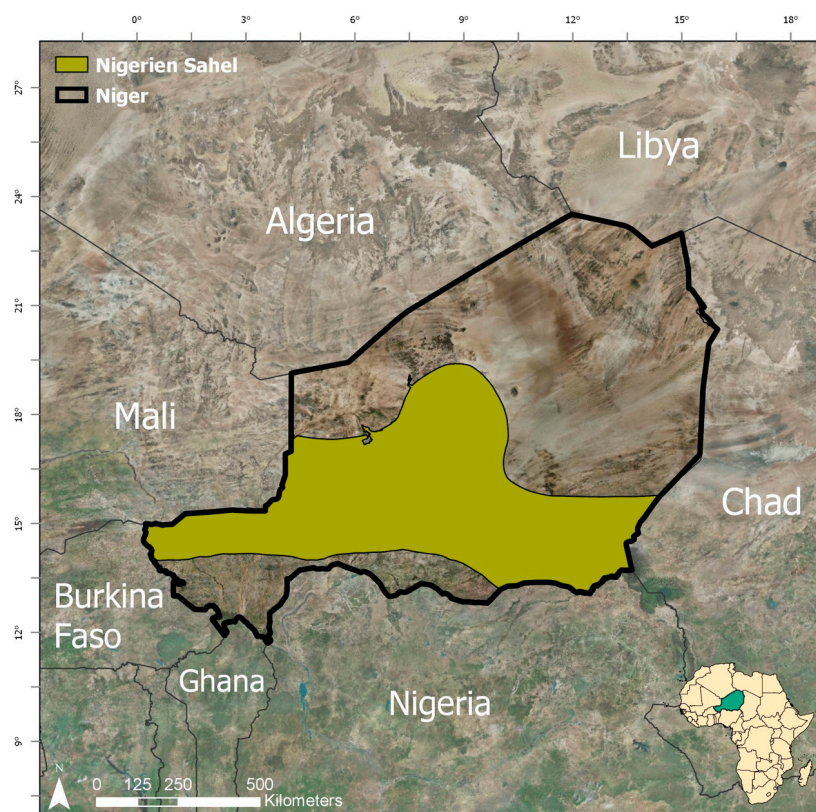 0° 3° 6° 9° 12° 15° 18°
Nigerien Sahel
Niger
27°
24°
21°
18°
15°
12°
9°
Libya
Algeria
Mali
Chad
Burkina
Faso
Ghana
Nigeria
N
0 125 250 500
Kilometers